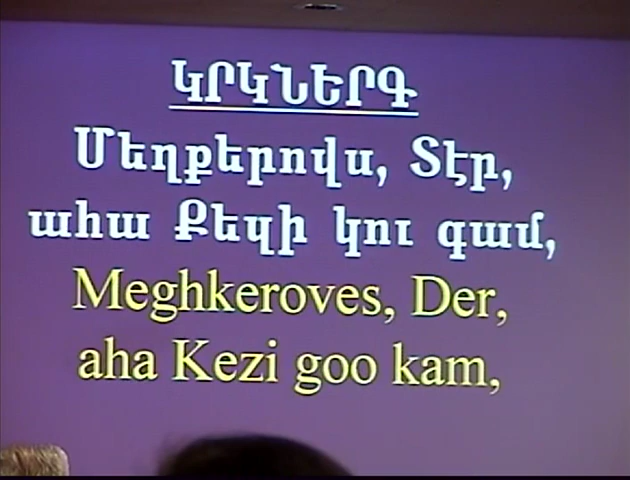 ԿՐԿՆԵՐԳ
Մեղքերովս, Տէր,
ահա Քեզի կու գամ,
Meghkeroves, Der,
aha Kezi goo kam,